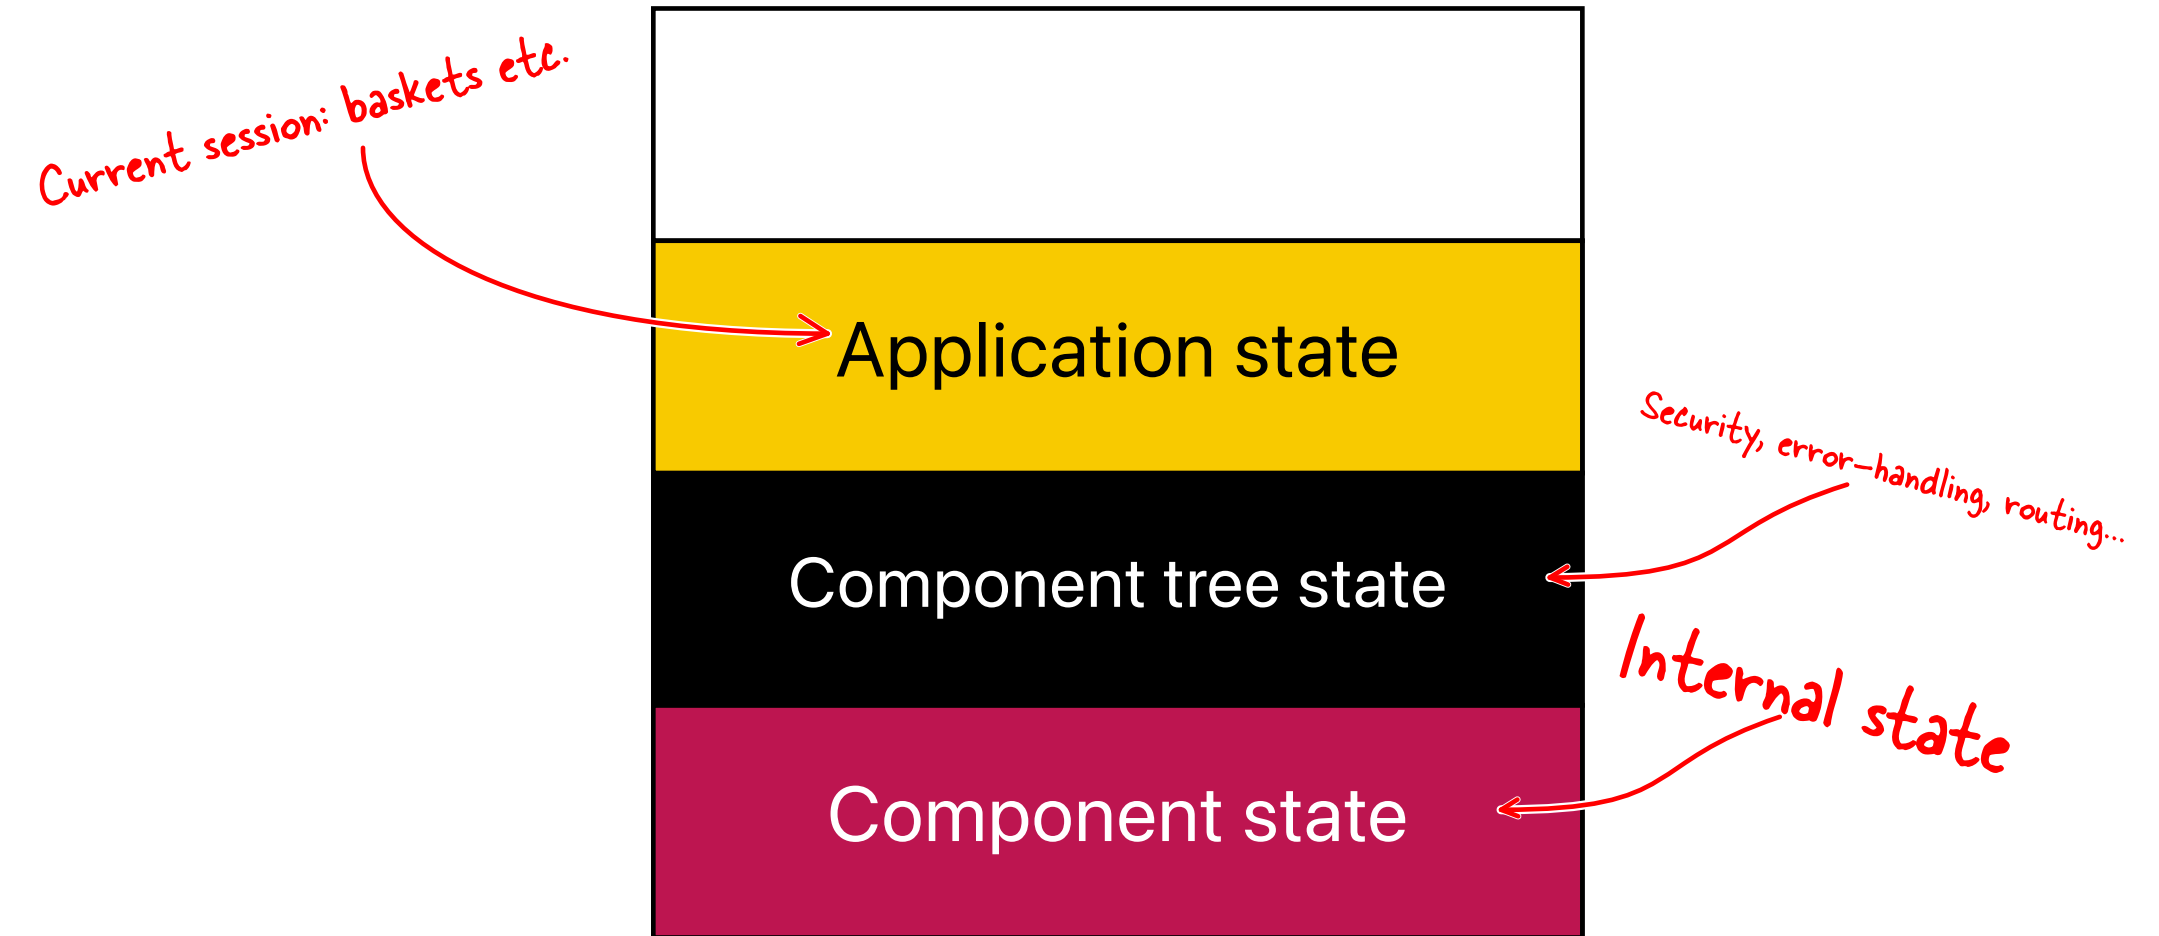 Current session: baskets etc.
Application state
Security, error-handling, routing...
Component tree state
Internal state
Component state